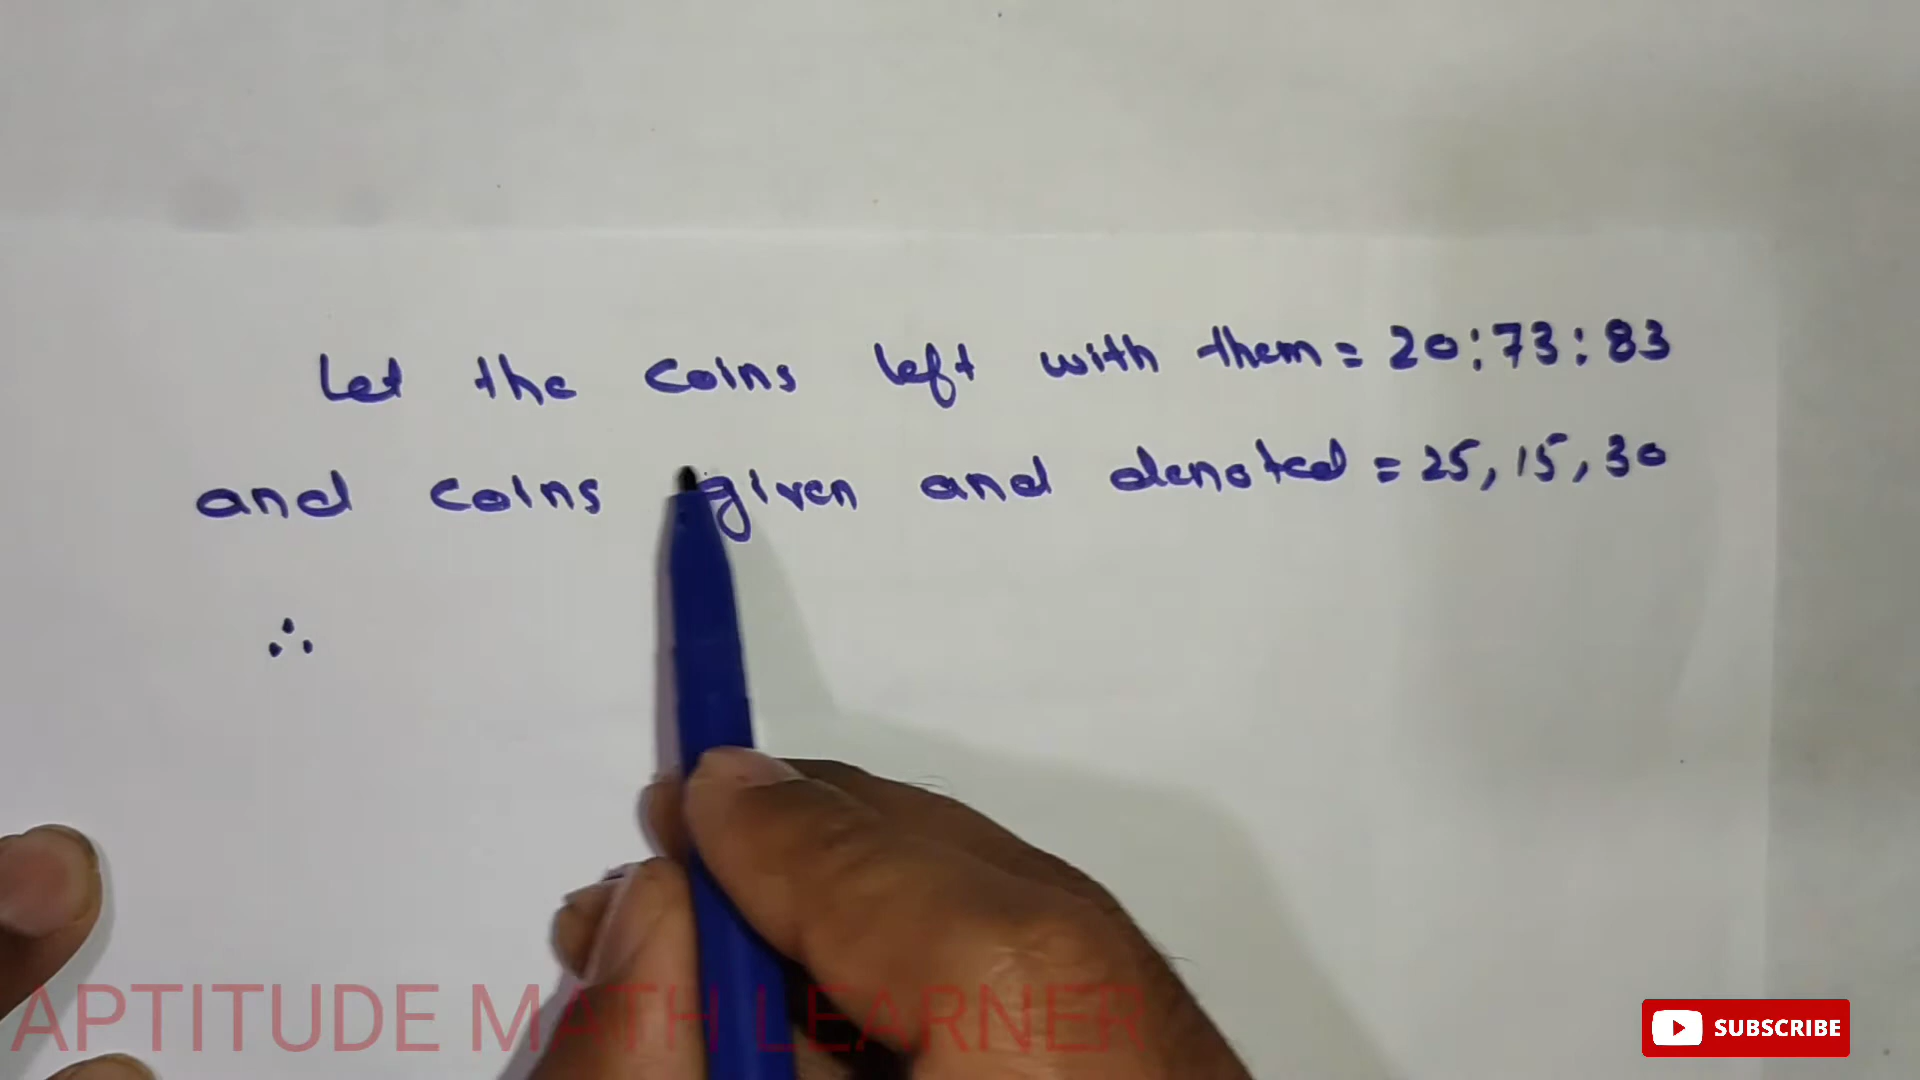 Let the coins left with them = 20:73:83
and coins given and denoted = 25, 15, 30
∴
APTITUDE MATH LEARNER
SUBSCRIBE